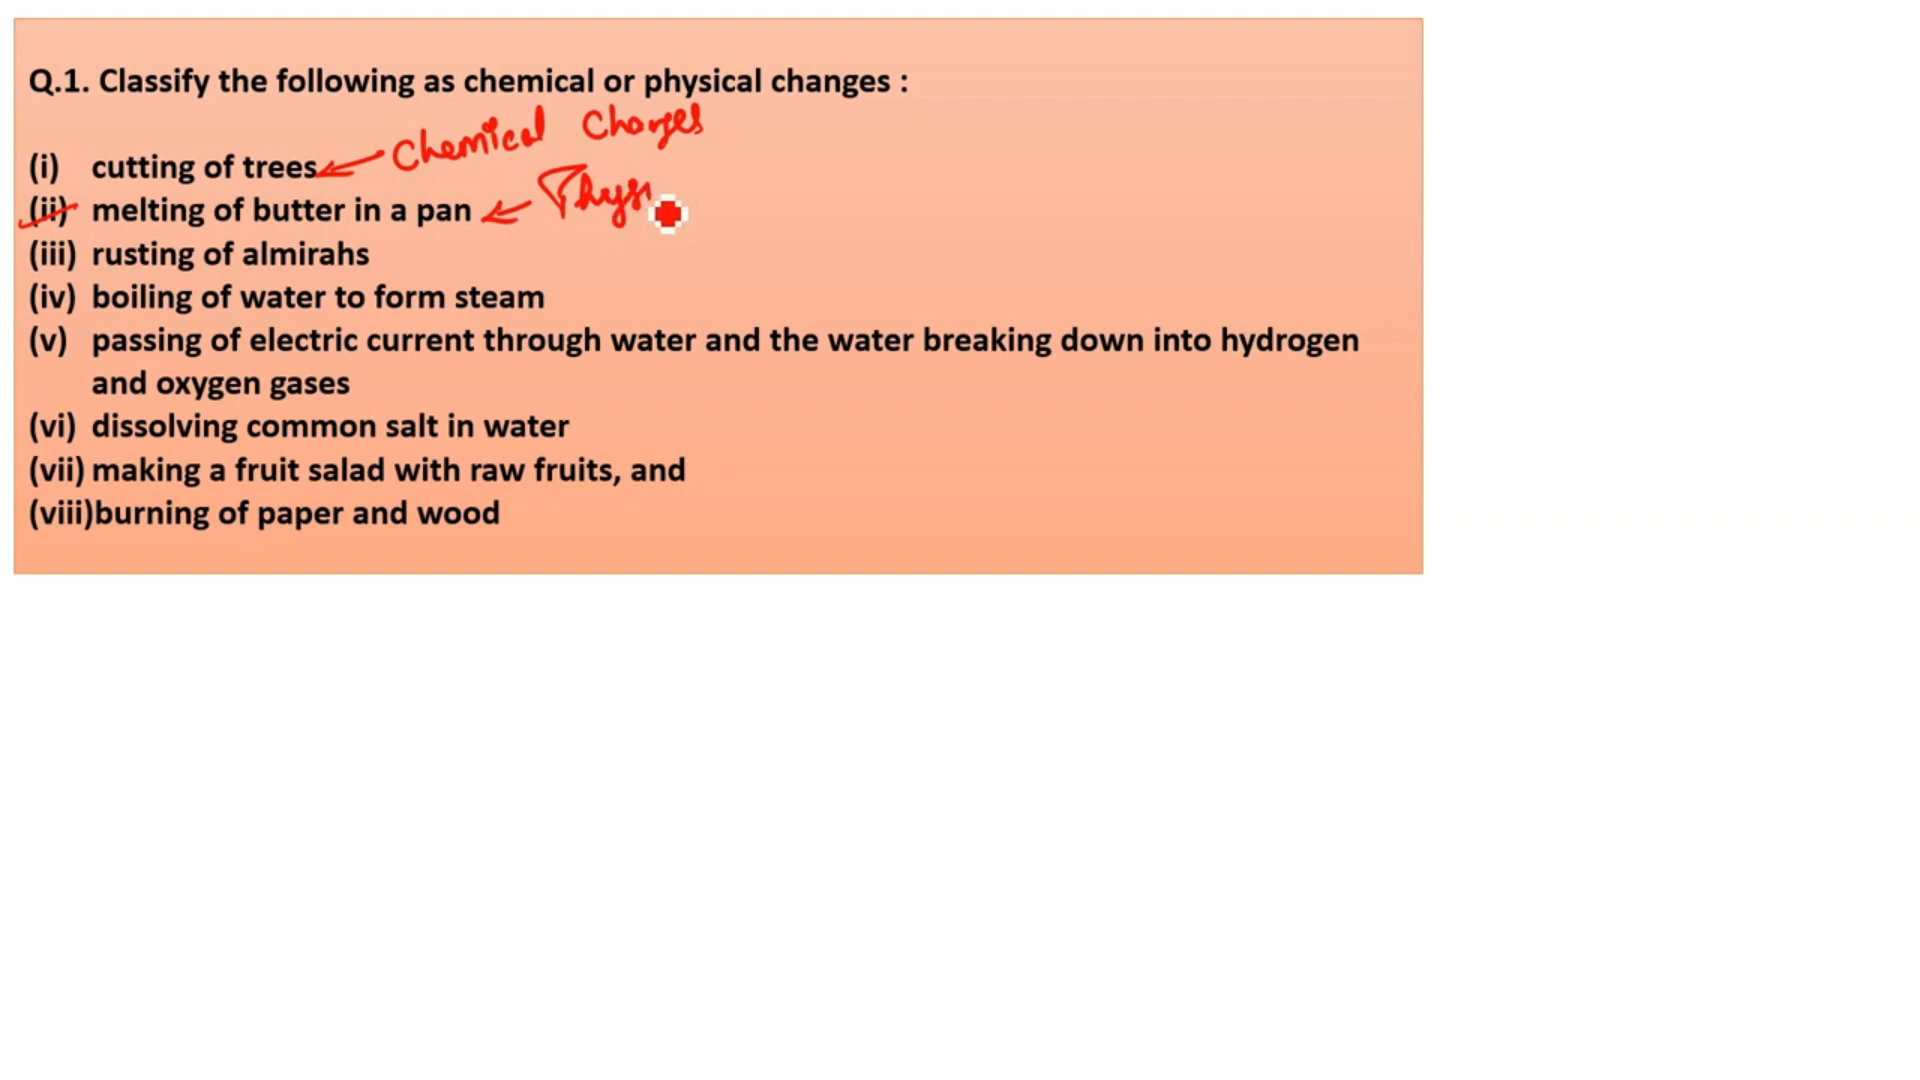 Q.1. Classify the following as chemical or physical changes :
Chemical Changes
(i) cutting of trees
(ii) melting of butter in a pan Physi
(iii) rusting of almirahs
(iv) boiling of water to form steam
(v) passing of electric current through water and the water breaking down into hydrogen
and oxygen gases
(vi) dissolving common salt in water
(vii) making a fruit salad with raw fruits, and
(viii)burning of paper and wood